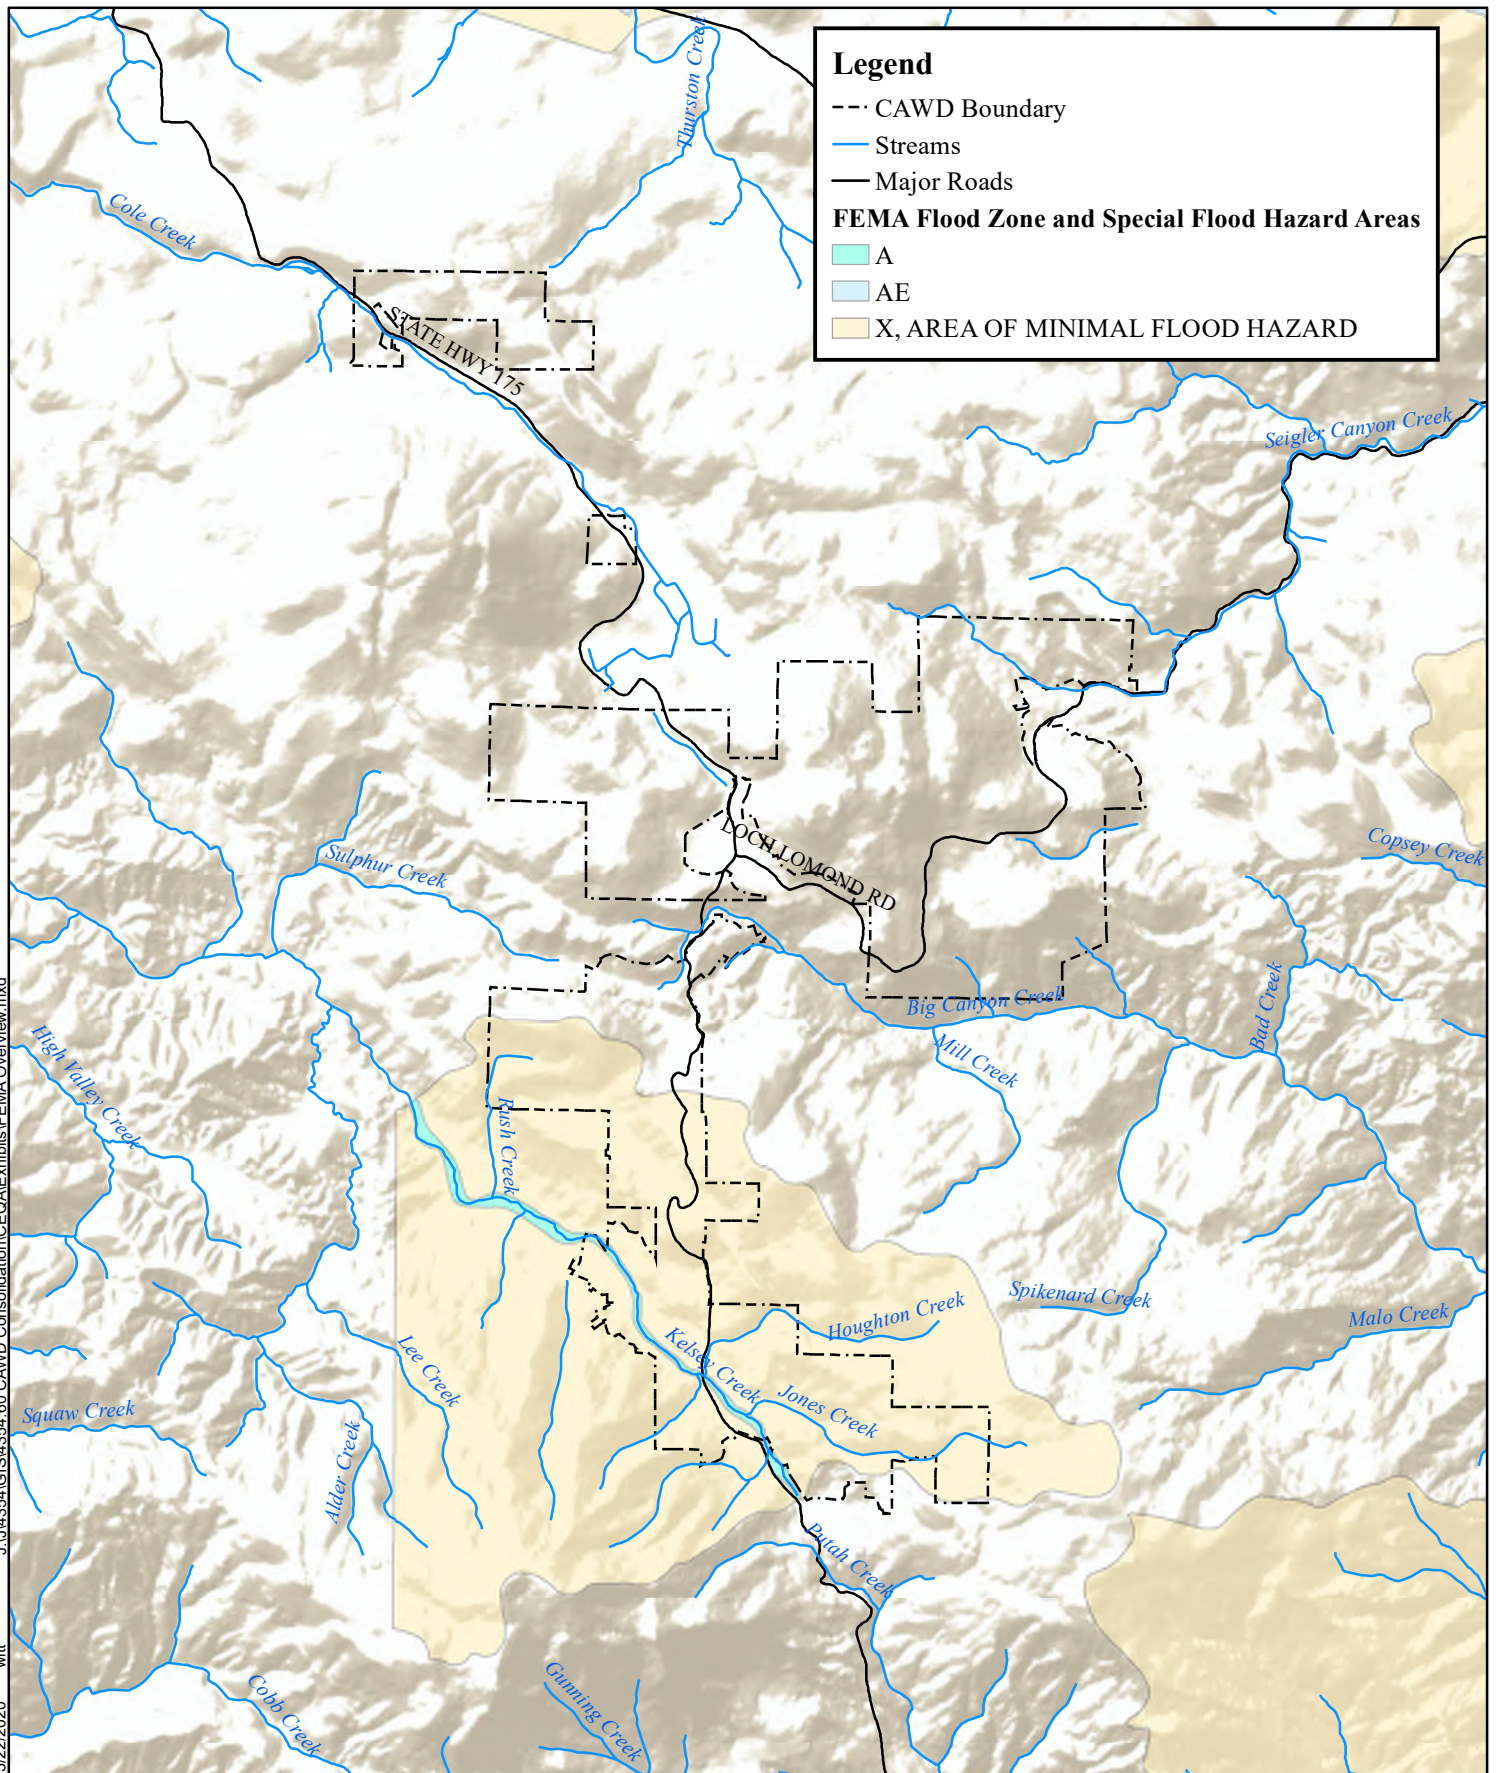 Legend
CAWD Boundary
Streams
Major Roads
FEMA Flood Zone and Special Flood Hazard Areas
A
AE
X, AREA OF MINIMAL FLOOD HAZARD
Thurston Creek
Cole Creek
STATE HWY 175
Seigler Canyon Creek
LOCH LOMOND RD
Copsey Creek
Sulphur Creek
Big Canyon Creek
Bad Creek
Mill Creek
High Valley Creek
Rush Creek
Spikenard Creek
Malo Creek
Houghton Creek
Kelsey Creek
Lee Creek
Jones Creek
Squaw Creek
Alder Creek
Putah Creek
Cobb Creek
Gunning Creek